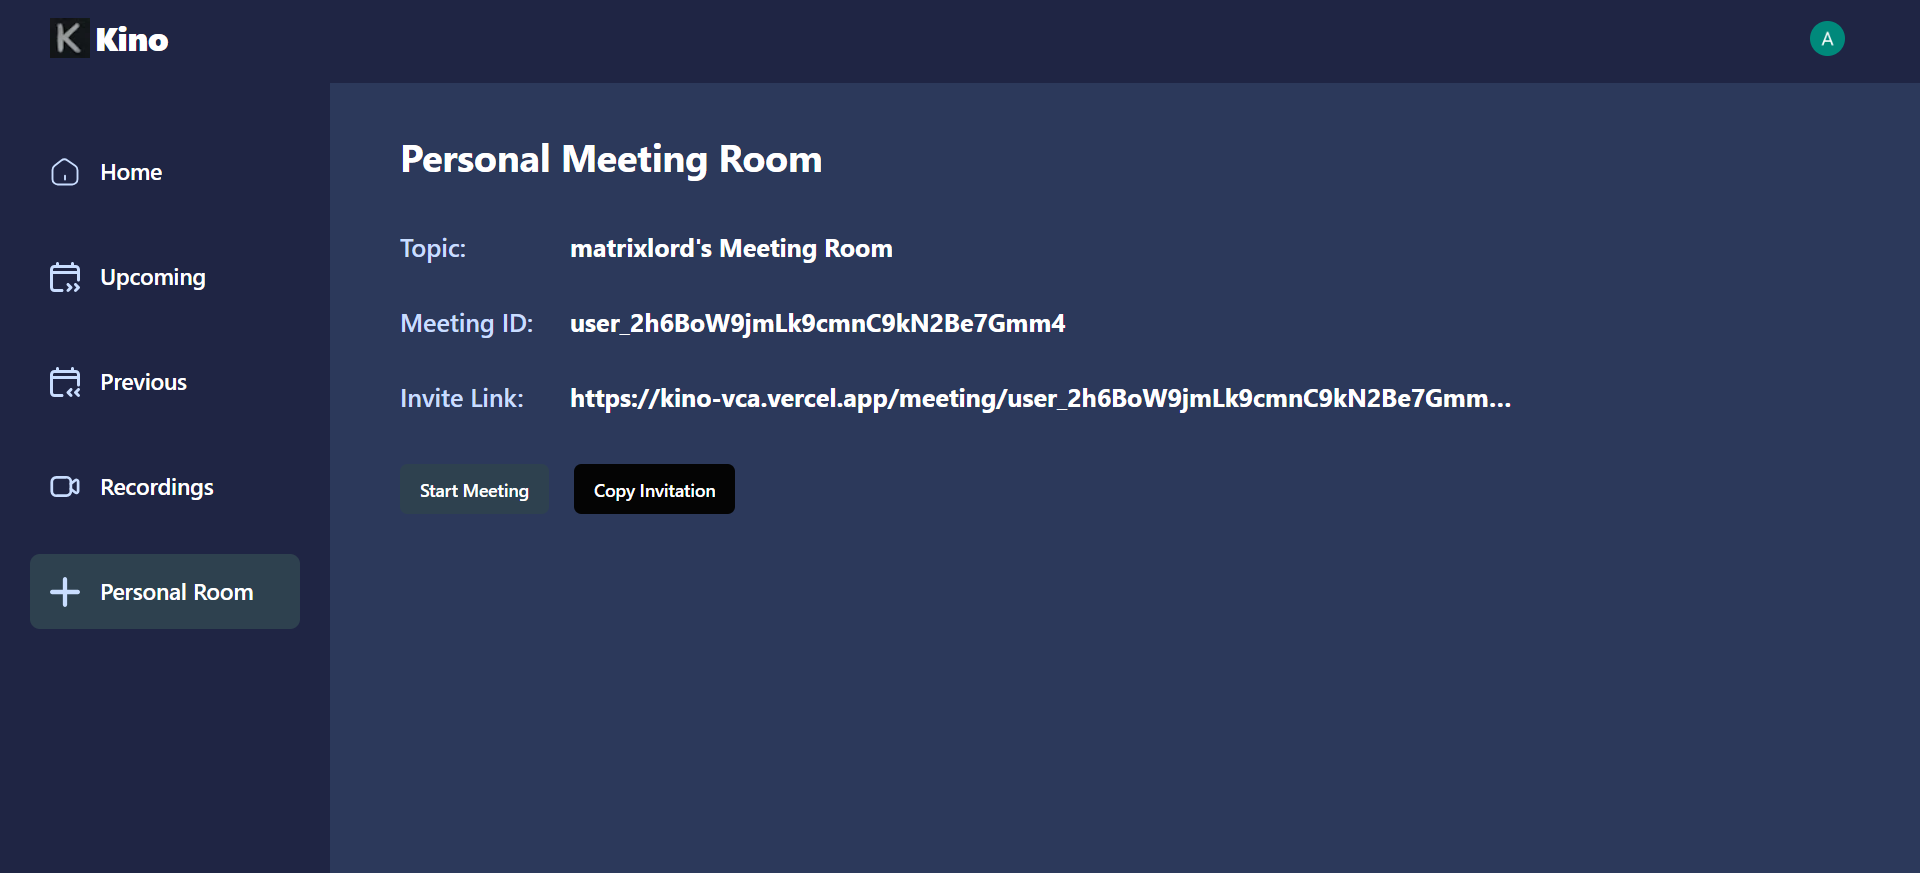 K Kino
A
Home
Upcoming
Previous
Recordings
Personal Room
Personal Meeting Room
Topic: matrixlord's Meeting Room
Meeting ID: user_2h6BoW9jmLk9cmnC9kN2Be7Gmm4
Invite Link: https://kino-vca.vercel.app/meeting/user_2h6BoW9jmLk9cmnC9kN2Be7Gmm...
Start Meeting Copy Invitation